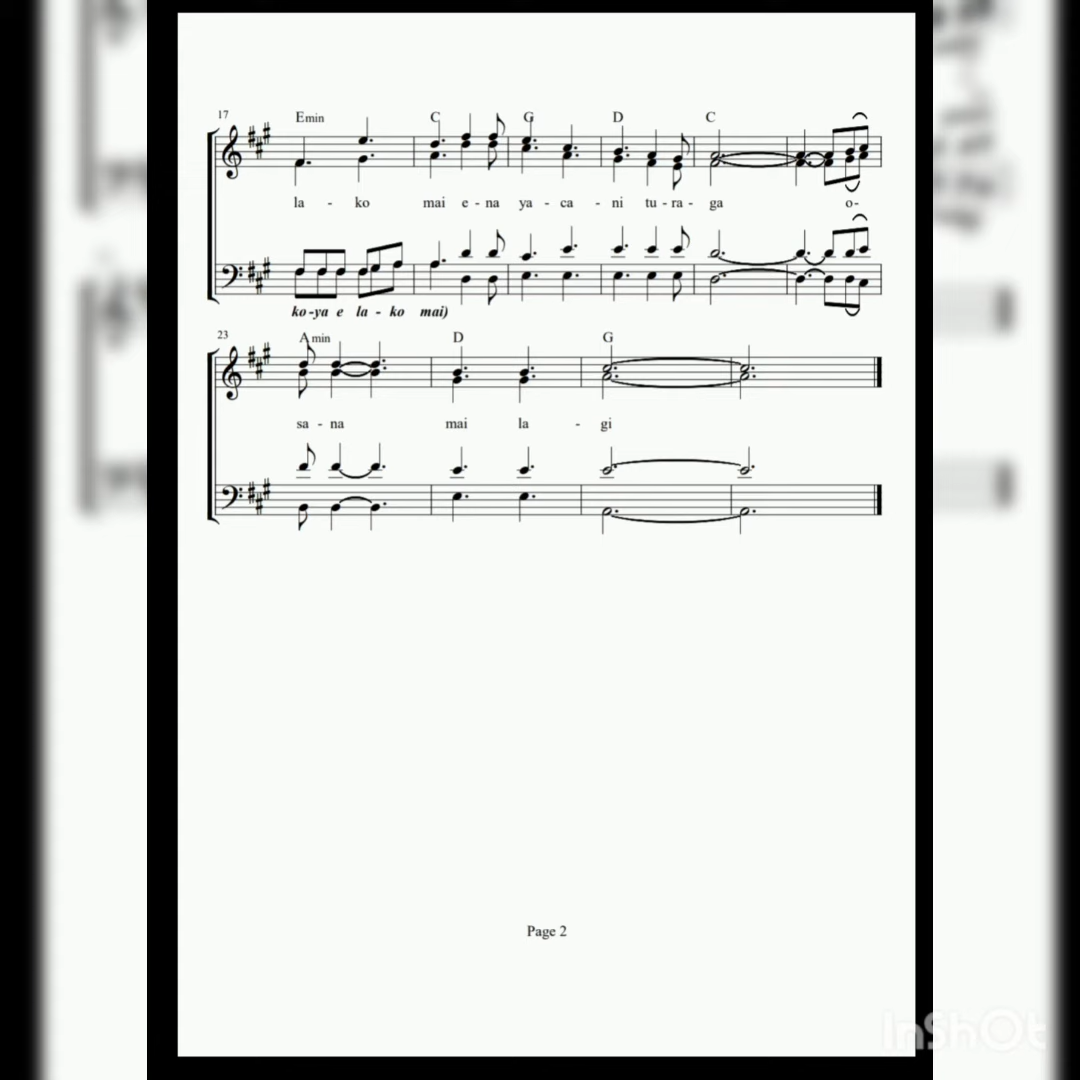 17 Emin C G D C
la - ko mai e - na ya - ca - ni tu - ra - ga o-
ko-ya e la - ko mai)
23 Amin D G
sa - na mai la - gi
Page 2
InShOt